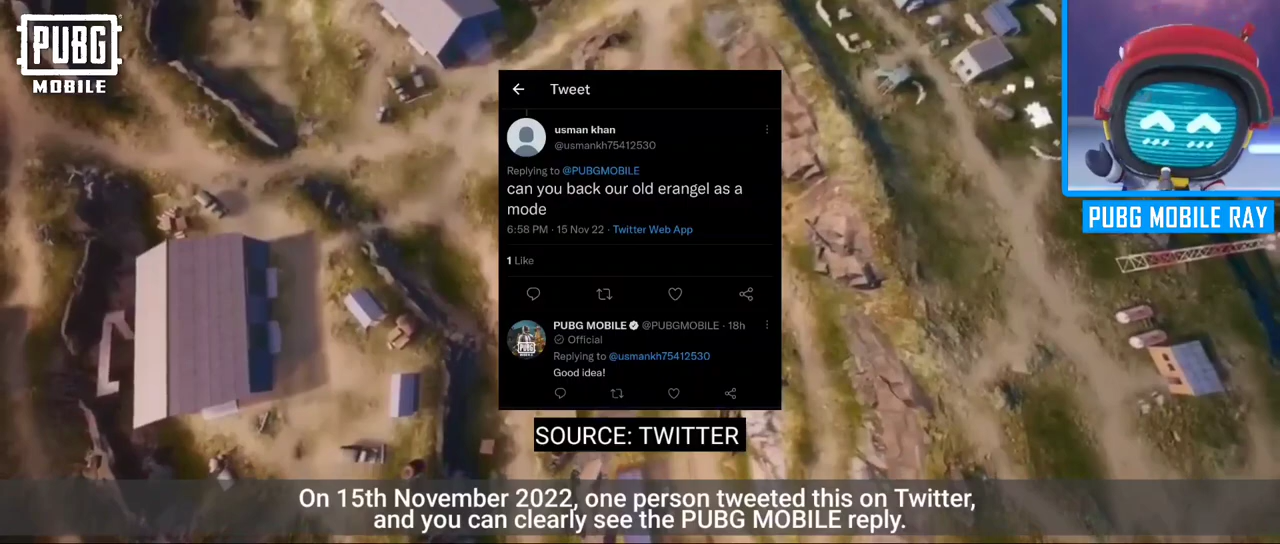 PUBG
MOBILE
Tweet
usman khan
@usmankh75412530
Replying to @PUBGMOBILE
can you back our old erangel as a
mode
6:58 PM · 15 Nov 22 · Twitter Web App
1 Like
PUBG MOBILE @PUBGMOBILE · 18h
Official
Replying to @usmankh75412530
Good idea!
SOURCE: TWITTER
PUBG MOBILE RAY
On 15th November 2022, one person tweeted this on Twitter,
and you can clearly see the PUBG MOBILE reply.